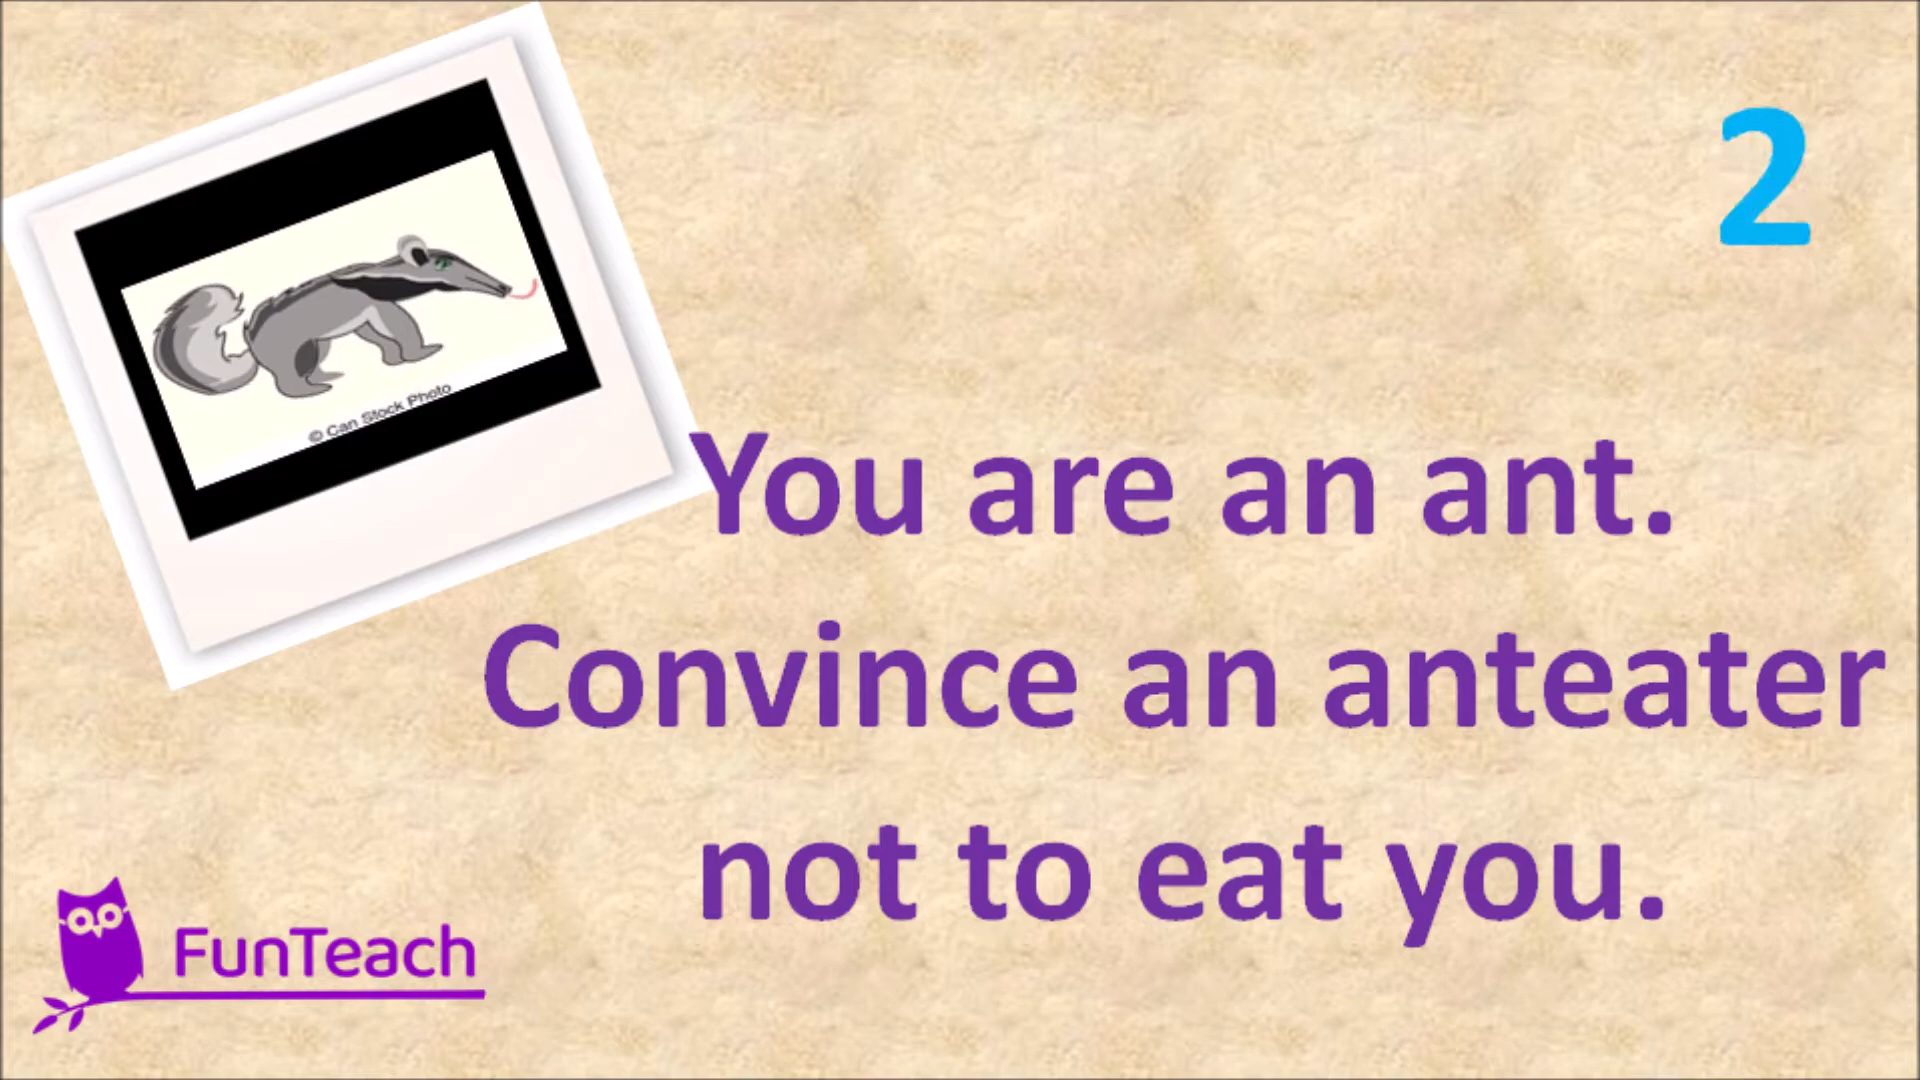 2
© Can Stock Photo
You are an ant.
Convince an anteater
not to eat you.
FunTeach